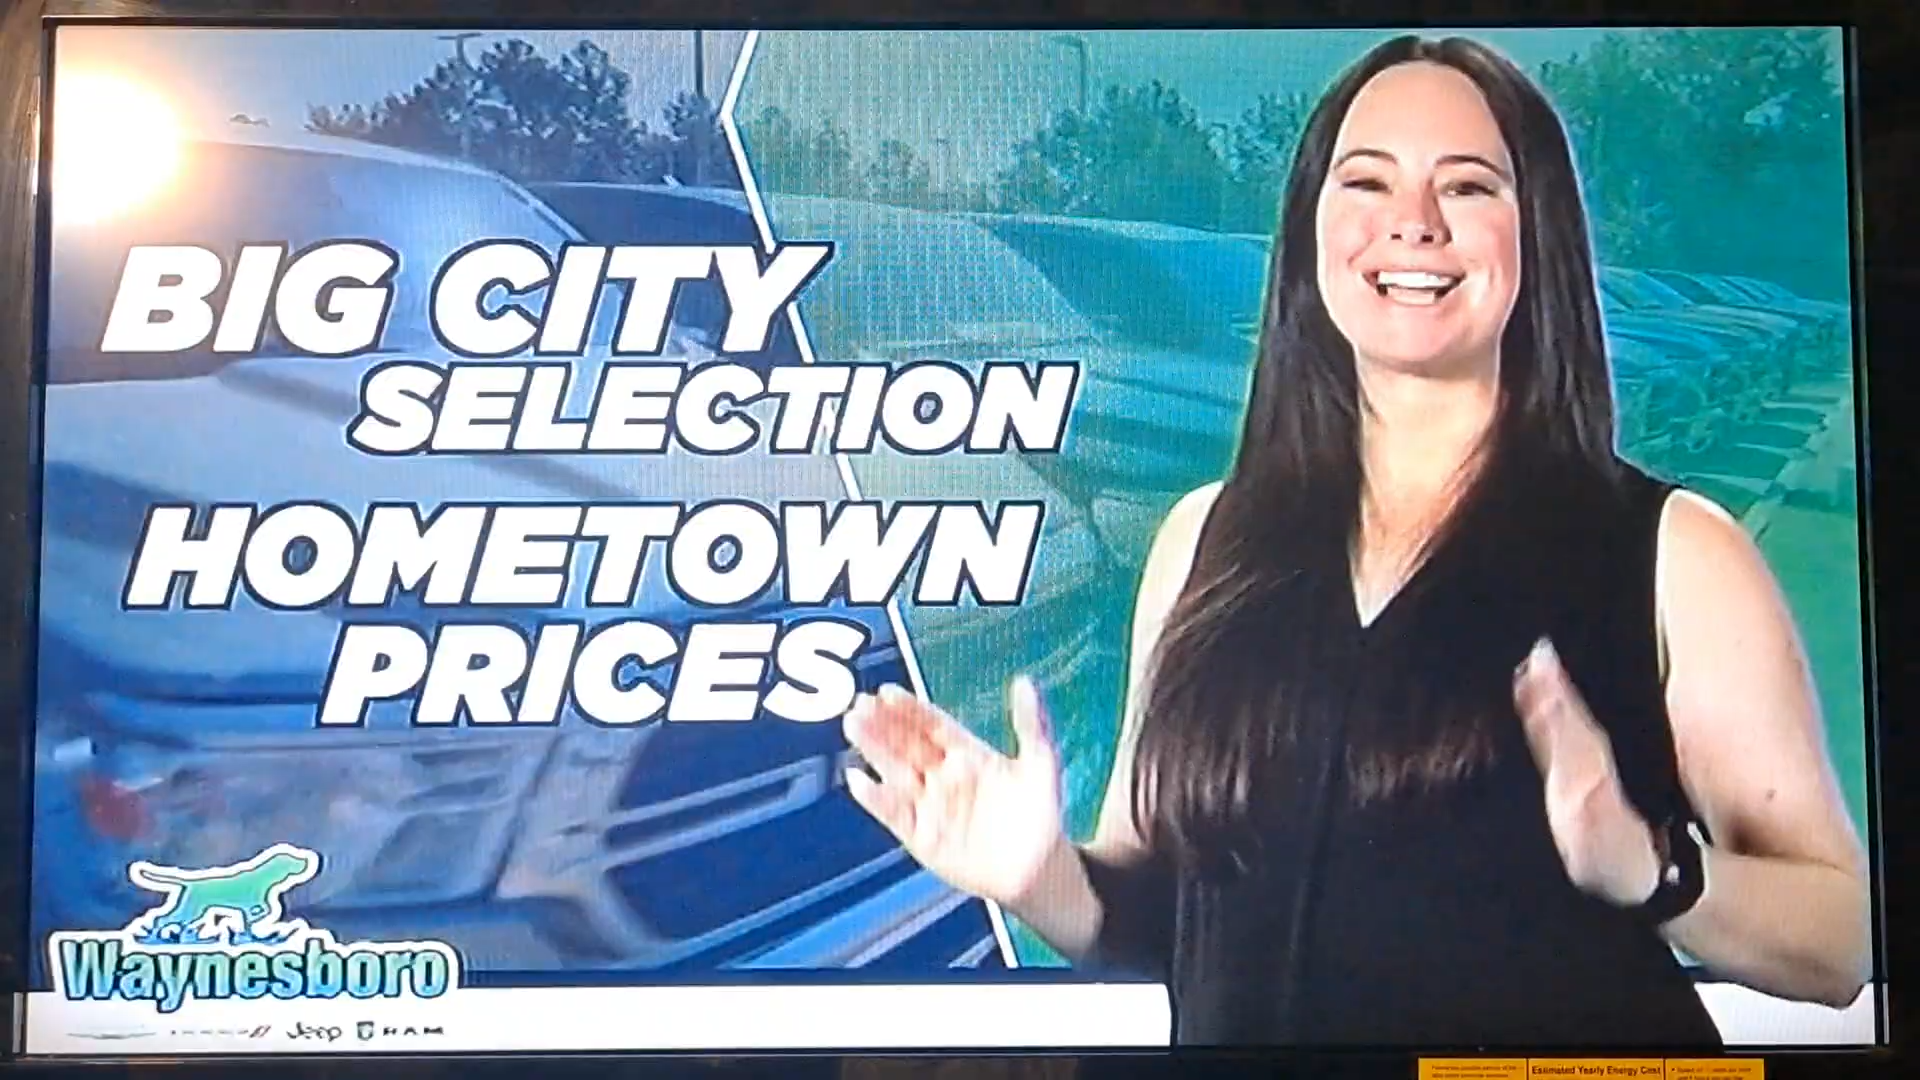 BIG CITY
SELECTION
HOMETOWN
PRICES
Waynesboro
Jeep RAM
Estimated Yearly Energy Cost